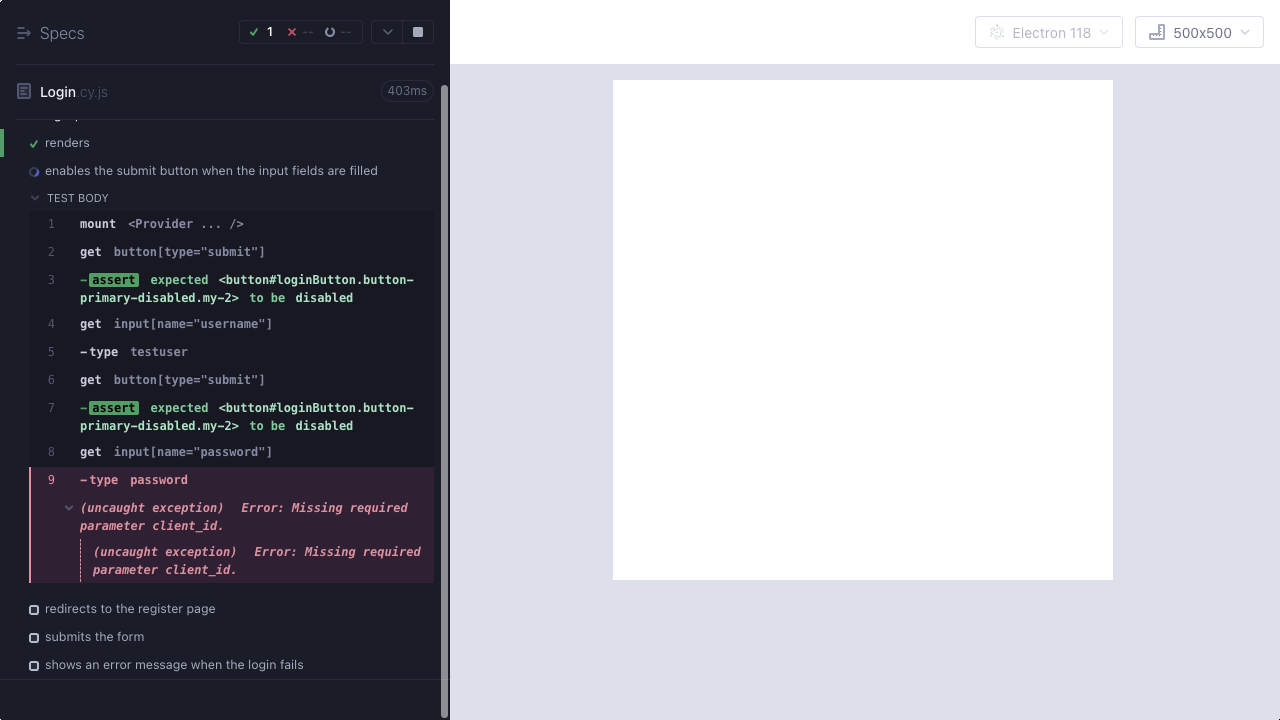 Specs
1
--
--
Electron 118
500x500
Login.cy.js
403ms
renders
enables the submit button when the input fields are filled
TEST BODY
1 mount <Provider ... />
2 get button[type="submit"]
3 -assert expected <button#loginButton.button-
primary-disabled.my-2> to be disabled
4 get input[name="username"]
5 -type testuser
6 get button[type="submit"]
7 -assert expected <button#loginButton.button-
primary-disabled.my-2> to be disabled
8 get input[name="password"]
9 -type password
(uncaught exception) Error: Missing required
parameter client_id.
(uncaught exception) Error: Missing required
parameter client_id.
redirects to the register page
submits the form
shows an error message when the login fails